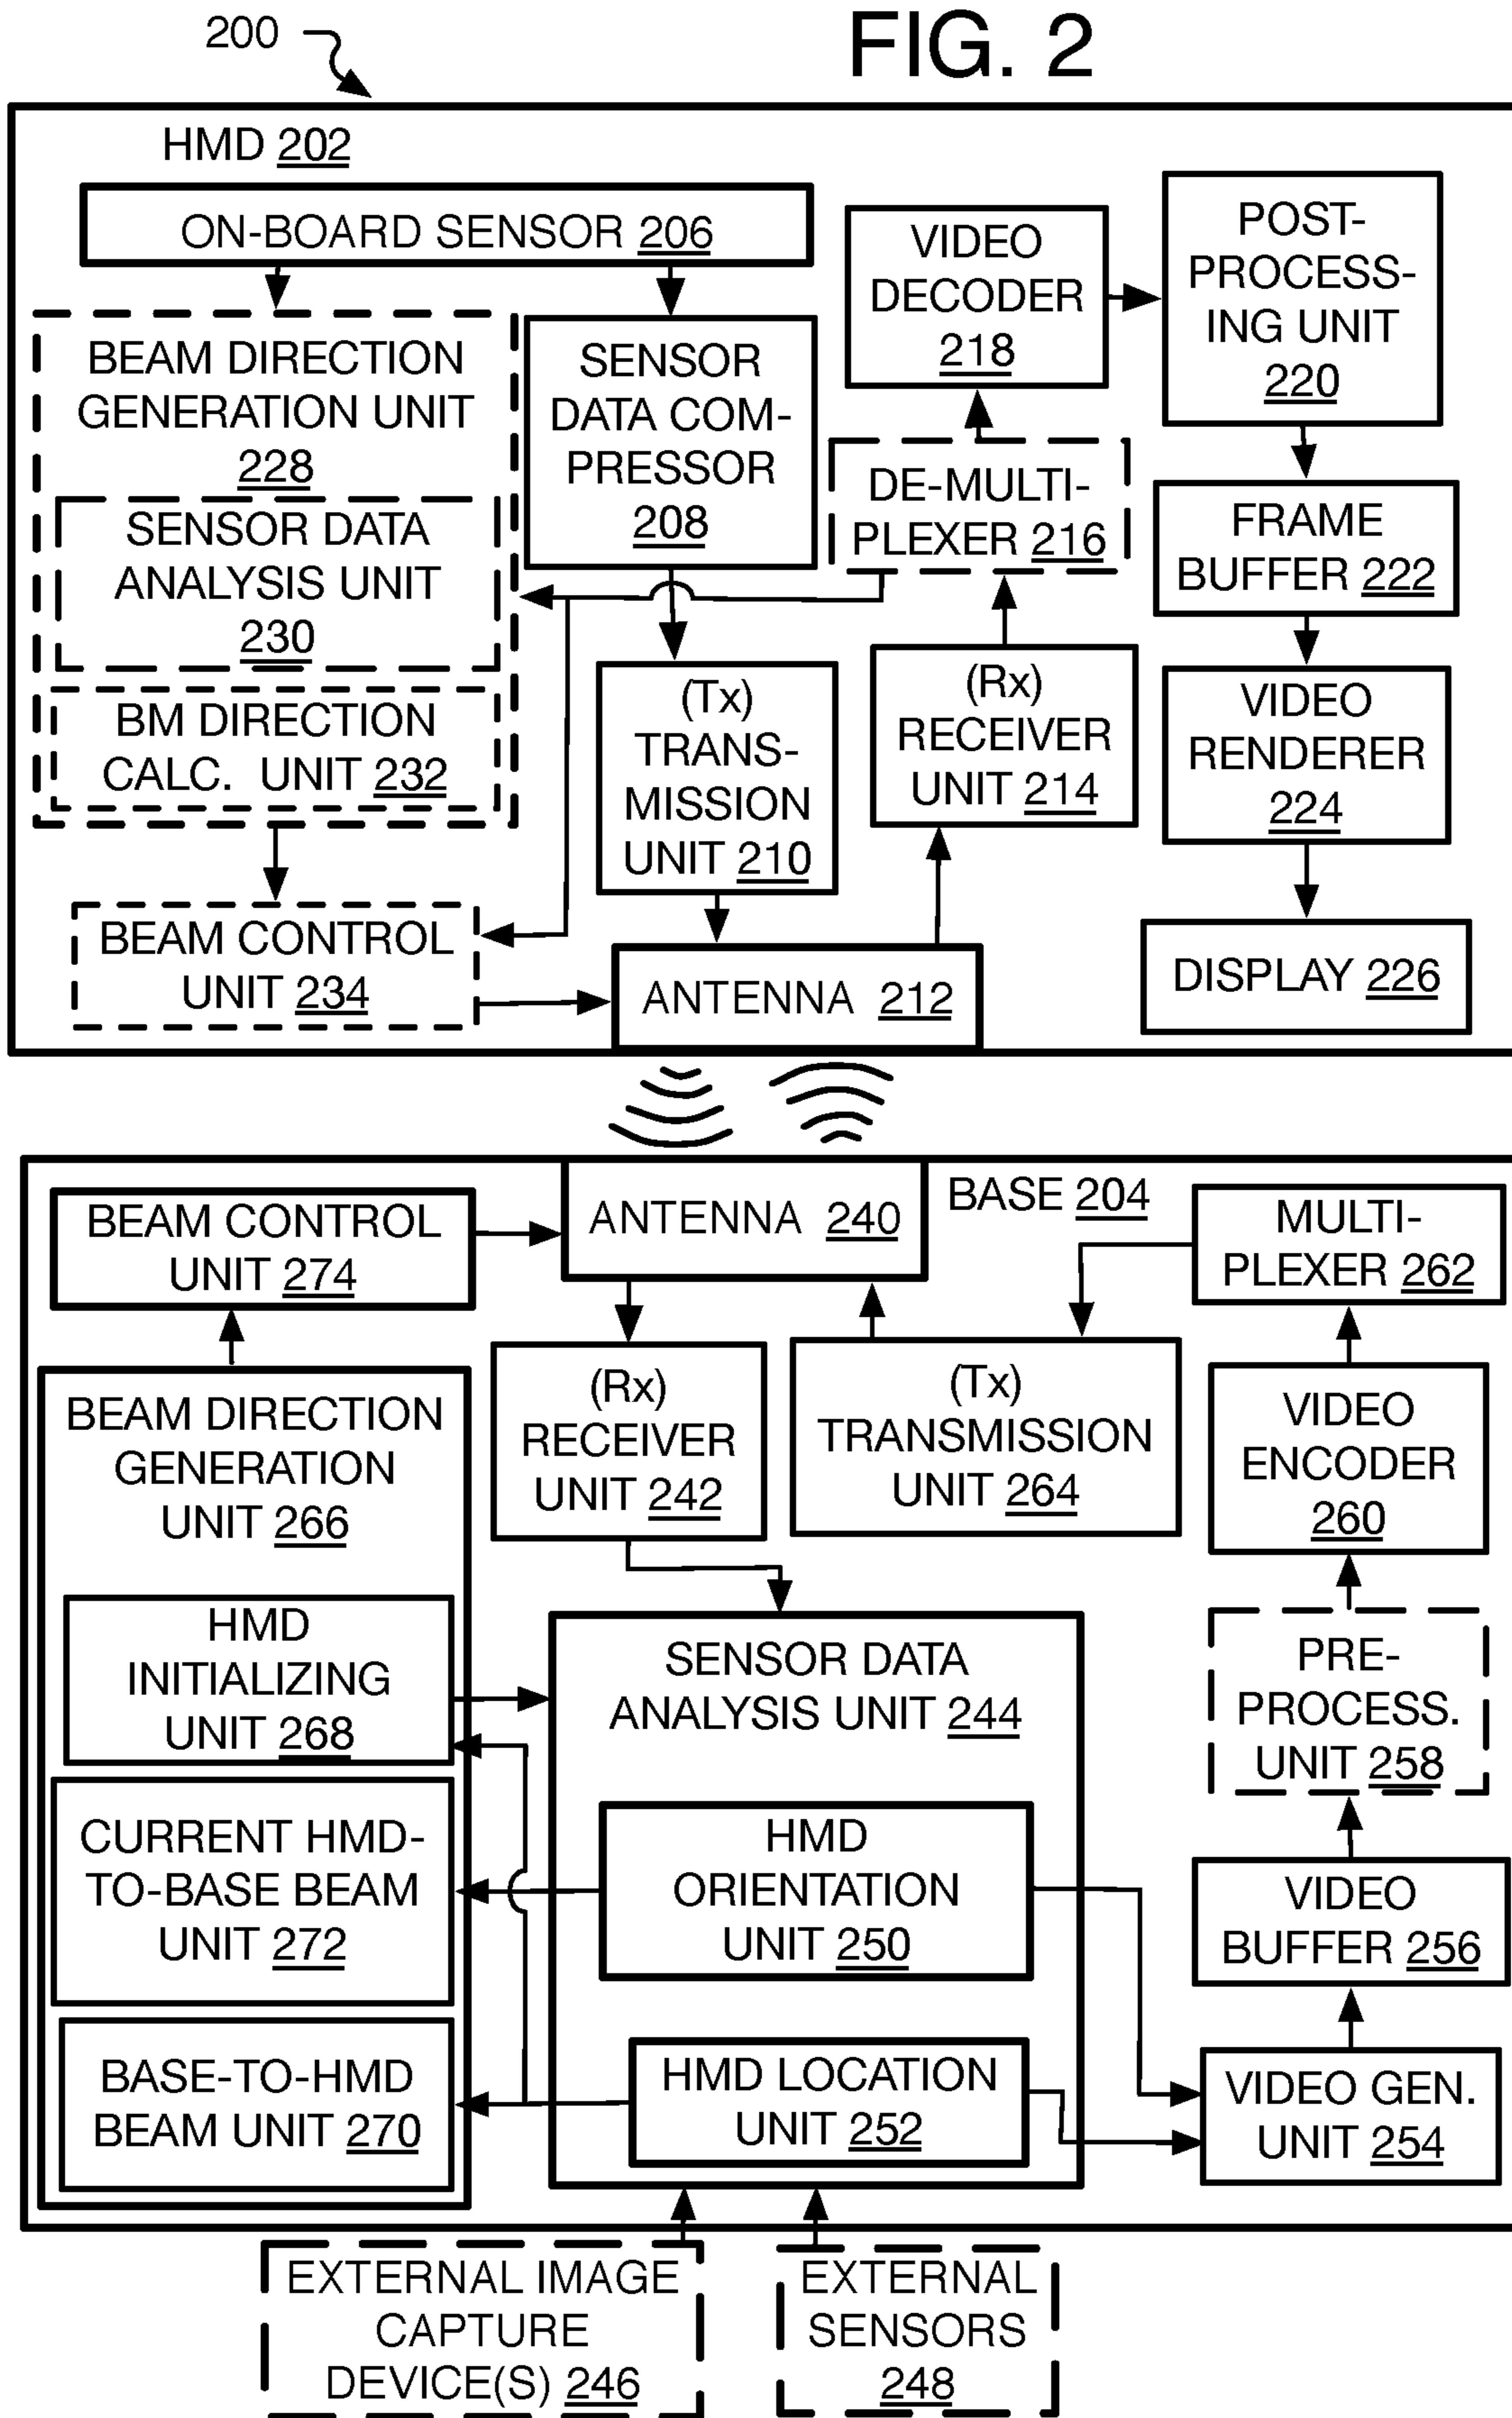 200
FIG. 2
HMD 202
ON-BOARD SENSOR 206
BEAM DIRECTION
GENERATION UNIT
228
SENSOR DATA
ANALYSIS UNIT
230
BM DIRECTION
CALC. UNIT 232
BEAM CONTROL
UNIT 234
SENSOR
DATA COM-
PRESSOR
208
(Tx)
TRANS-
MISSION
UNIT 210
ANTENNA 212
VIDEO
DECODER
218
DE-MULTI-
PLEXER 216
(Rx)
RECEIVER
UNIT 214
POST-
PROCESS-
ING UNIT
220
FRAME
BUFFER 222
VIDEO
RENDERER
224
DISPLAY 226
BASE 204
BEAM CONTROL
UNIT 274
ANTENNA 240
MULTI-
PLEXER 262
BEAM DIRECTION
GENERATION
UNIT 266
HMD
INITIALIZING
UNIT 268
CURRENT HMD-
TO-BASE BEAM
UNIT 272
BASE-TO-HMD
BEAM UNIT 270
(Rx)
RECEIVER
UNIT 242
(Tx)
TRANSMISSION
UNIT 264
SENSOR DATA
ANALYSIS UNIT 244
HMD
ORIENTATION
UNIT 250
HMD LOCATION
UNIT 252
VIDEO
ENCODER
260
PRE-
PROCESS.
UNIT 258
VIDEO
BUFFER 256
VIDEO GEN.
UNIT 254
EXTERNAL IMAGE
CAPTURE
DEVICE(S) 246
EXTERNAL
SENSORS
248